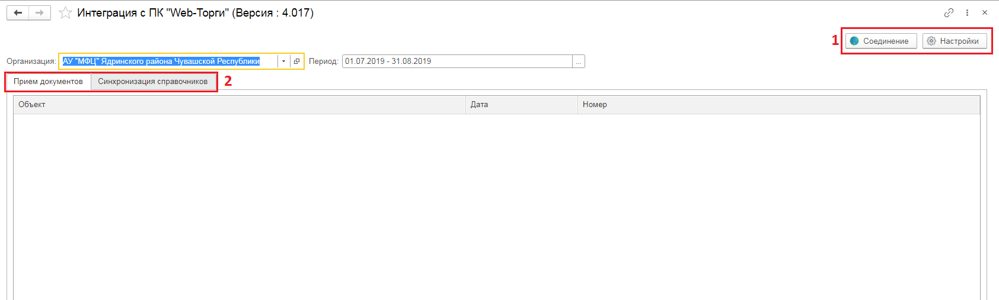 Интеграция с ПК "Web-Торги" (Версия : 4.017)
1 Соединение Настройки
Организация: АУ "МФЦ" Ядринского района Чувашской Республики Период: 01.07.2019 - 31.08.2019 ...
Прием документов Синхронизация справочников 2
Объект Дата Номер